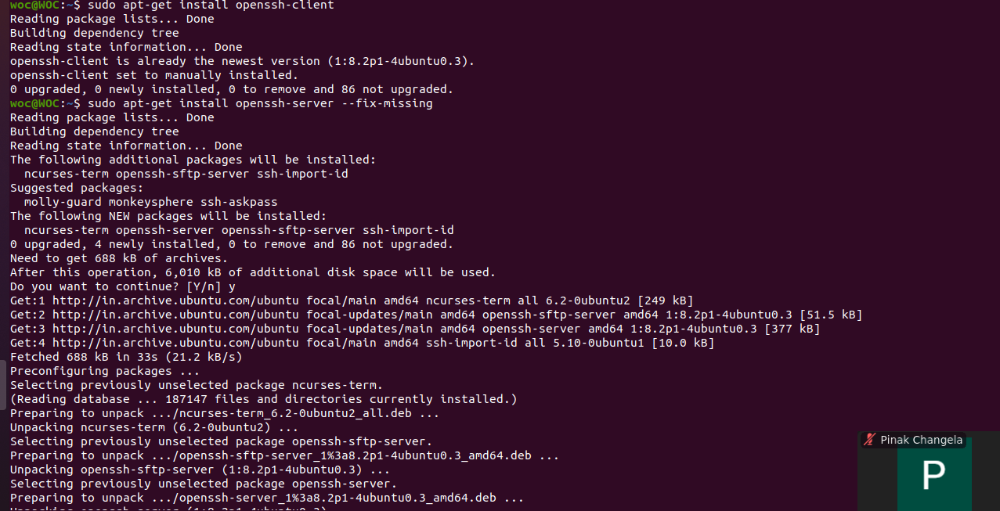 woc@WOC:~$ sudo apt-get install openssh-client
Reading package lists... Done
Building dependency tree
Reading state information... Done
openssh-client is already the newest version (1:8.2p1-4ubuntu0.3).
openssh-client set to manually installed.
0 upgraded, 0 newly installed, 0 to remove and 86 not upgraded.
woc@WOC:~$ sudo apt-get install openssh-server --fix-missing
Reading package lists... Done
Building dependency tree
Reading state information... Done
The following additional packages will be installed:
  ncurses-term openssh-sftp-server ssh-import-id
Suggested packages:
  molly-guard monkeysphere ssh-askpass
The following NEW packages will be installed:
  ncurses-term openssh-server openssh-sftp-server ssh-import-id
0 upgraded, 4 newly installed, 0 to remove and 86 not upgraded.
Need to get 688 kB of archives.
After this operation, 6,010 kB of additional disk space will be used.
Do you want to continue? [Y/n] y
Get:1 http://in.archive.ubuntu.com/ubuntu focal/main amd64 ncurses-term all 6.2-0ubuntu2 [249 kB]
Get:2 http://in.archive.ubuntu.com/ubuntu focal-updates/main amd64 openssh-sftp-server amd64 1:8.2p1-4ubuntu0.3 [51.5 kB]
Get:3 http://in.archive.ubuntu.com/ubuntu focal-updates/main amd64 openssh-server amd64 1:8.2p1-4ubuntu0.3 [377 kB]
Get:4 http://in.archive.ubuntu.com/ubuntu focal/main amd64 ssh-import-id all 5.10-0ubuntu1 [10.0 kB]
Fetched 688 kB in 33s (21.2 kB/s)
Preconfiguring packages ...
Selecting previously unselected package ncurses-term.
(Reading database ... 187147 files and directories currently installed.)
Preparing to unpack .../ncurses-term_6.2-0ubuntu2_all.deb ...
Unpacking ncurses-term (6.2-0ubuntu2) ...
Selecting previously unselected package openssh-sftp-server.
Preparing to unpack .../openssh-sftp-server_1%3a8.2p1-4ubuntu0.3_amd64.deb ...
Unpacking openssh-sftp-server (1:8.2p1-4ubuntu0.3) ...
Selecting previously unselected package openssh-server.
Preparing to unpack .../openssh-server_1%3a8.2p1-4ubuntu0.3_amd64.deb ...
Pinak Changela
P